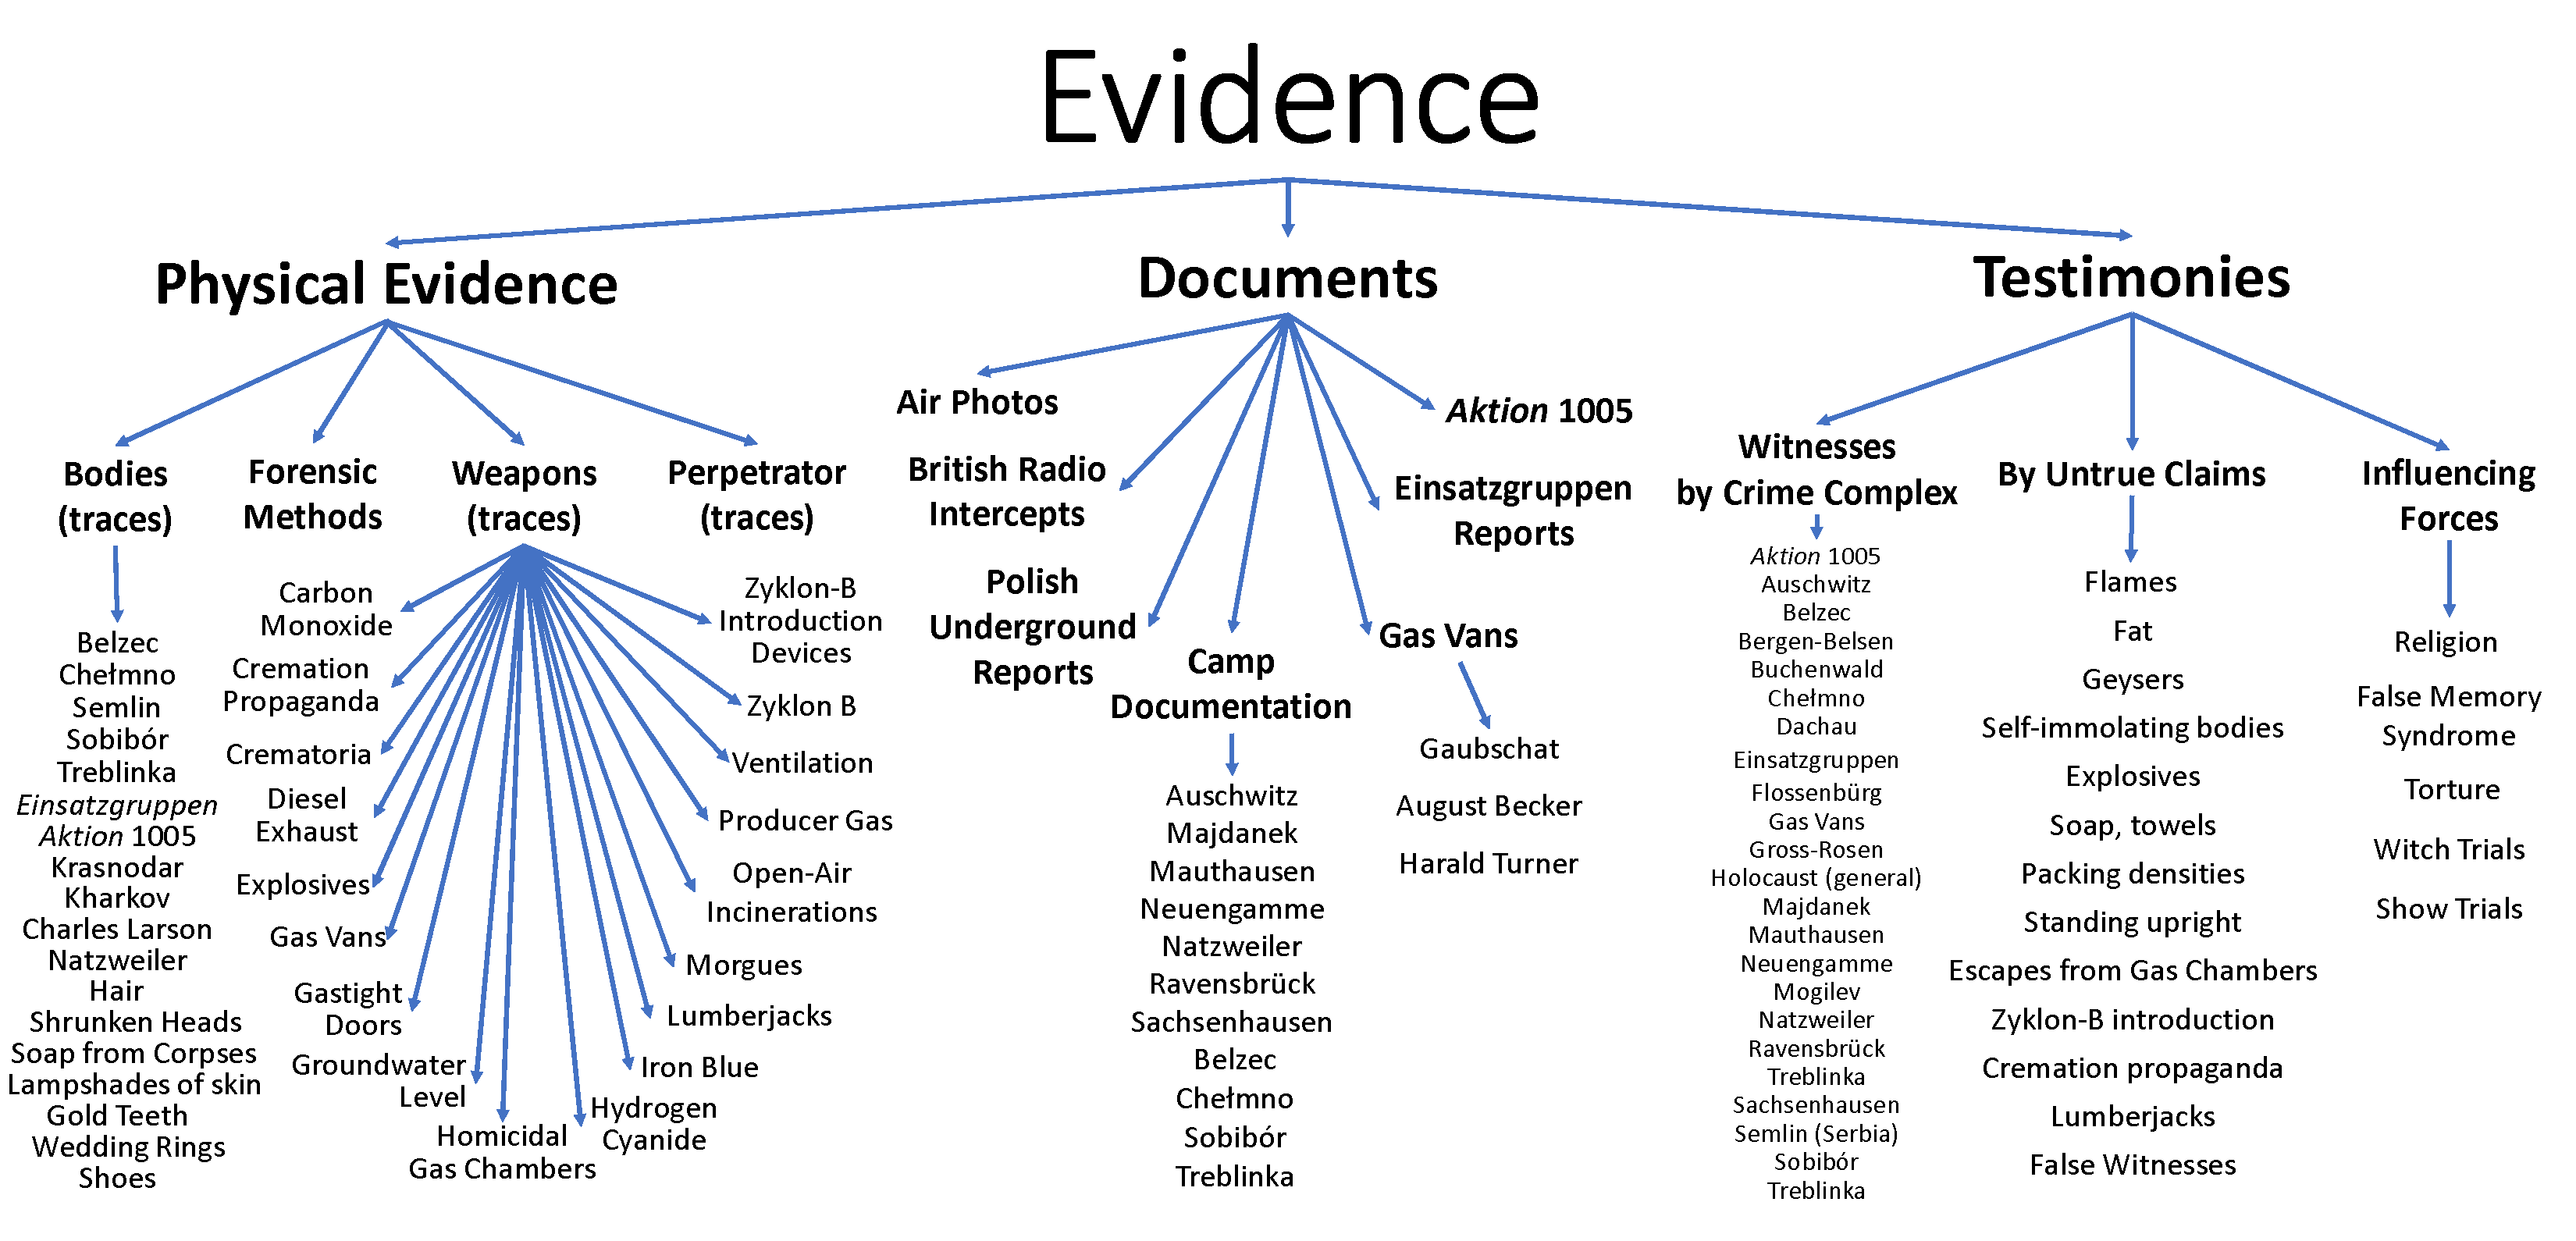 Evidence
Physical Evidence
Documents
Testimonies
Bodies
(traces)
Belzec
Chełmno
Semlin
Sobibór
Treblinka
Einsatzgruppen
Aktion 1005
Krasnodar
Kharkov
Charles Larson
Natzweiler
Hair
Shrunken Heads
Soap from Corpses
Lampshades of skin
Gold Teeth
Wedding Rings
Shoes
Forensic
Methods
Weapons
(traces)
Carbon
Monoxide
Cremation
Propaganda
Crematoria
Diesel
Exhaust
Explosives
Gas Vans
Gastight
Doors
Groundwater
Level
Homicidal
Gas Chambers
Hydrogen
Cyanide
Iron Blue
Lumberjacks
Morgues
Open-Air
Incinerations
Producer Gas
Ventilation
Zyklon B
Zyklon-B
Introduction
Devices
Perpetrator
(traces)
Air Photos
British Radio
Intercepts
Polish
Underground
Reports
Camp
Documentation
Auschwitz
Majdanek
Mauthausen
Neuengamme
Natzweiler
Ravensbrück
Sachsenhausen
Belzec
Chełmno
Sobibór
Treblinka
Gas Vans
Gaubschat
August Becker
Harald Turner
Einsatzgruppen
Reports
Aktion 1005
Witnesses
by Crime Complex
Aktion 1005
Auschwitz
Belzec
Bergen-Belsen
Buchenwald
Chełmno
Dachau
Einsatzgruppen
Flossenbürg
Gas Vans
Gross-Rosen
Holocaust (general)
Majdanek
Mauthausen
Neuengamme
Mogilev
Natzweiler
Ravensbrück
Treblinka
Sachsenhausen
Semlin (Serbia)
Sobibór
Treblinka
By Untrue Claims
Flames
Fat
Geysers
Self-immolating bodies
Explosives
Soap, towels
Packing densities
Standing upright
Escapes from Gas Chambers
Zyklon-B introduction
Cremation propaganda
Lumberjacks
False Witnesses
Influencing
Forces
Religion
False Memory
Syndrome
Torture
Witch Trials
Show Trials